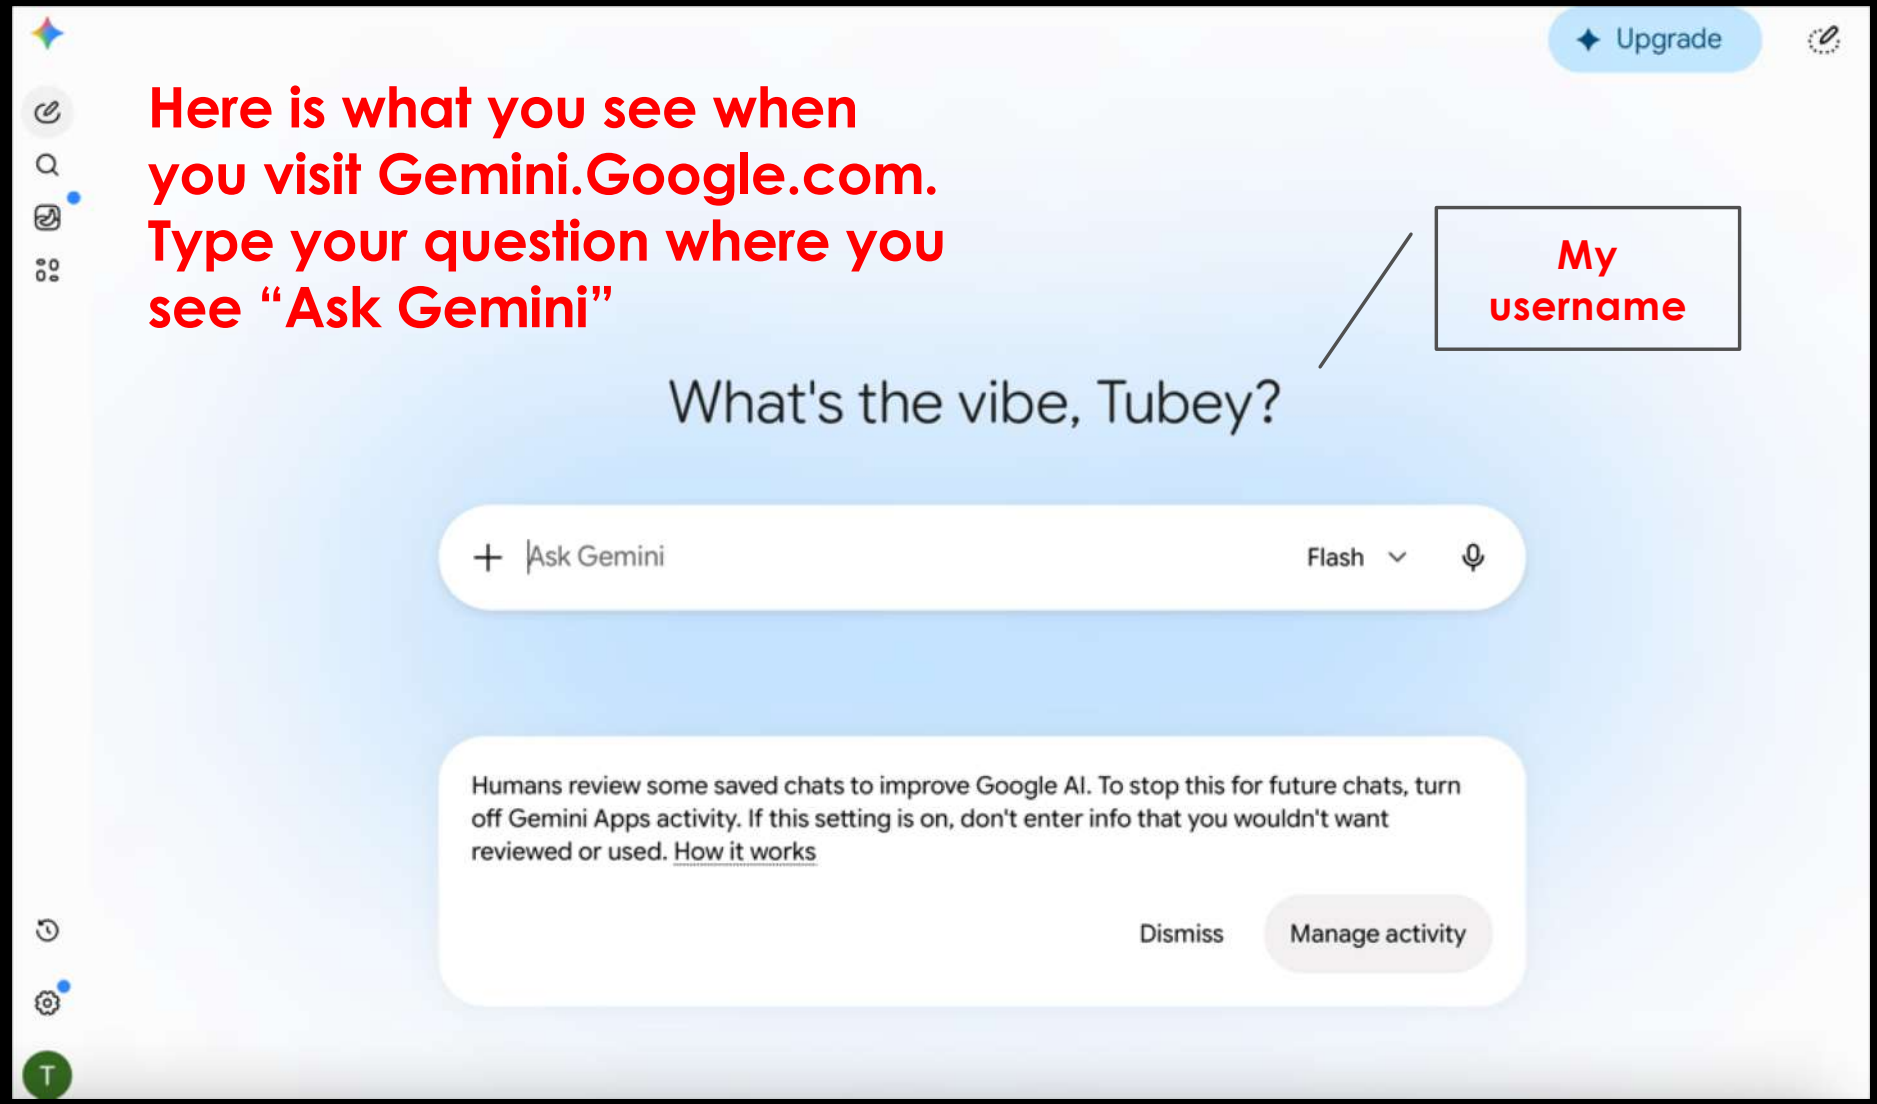 Upgrade
Here is what you see when
you visit Gemini.Google.com.
Type your question where you
see “Ask Gemini”
My
username
What's the vibe, Tubey?
Ask Gemini
Flash
Humans review some saved chats to improve Google AI. To stop this for future chats, turn
off Gemini Apps activity. If this setting is on, don't enter info that you wouldn't want
reviewed or used. How it works
Dismiss
Manage activity
T